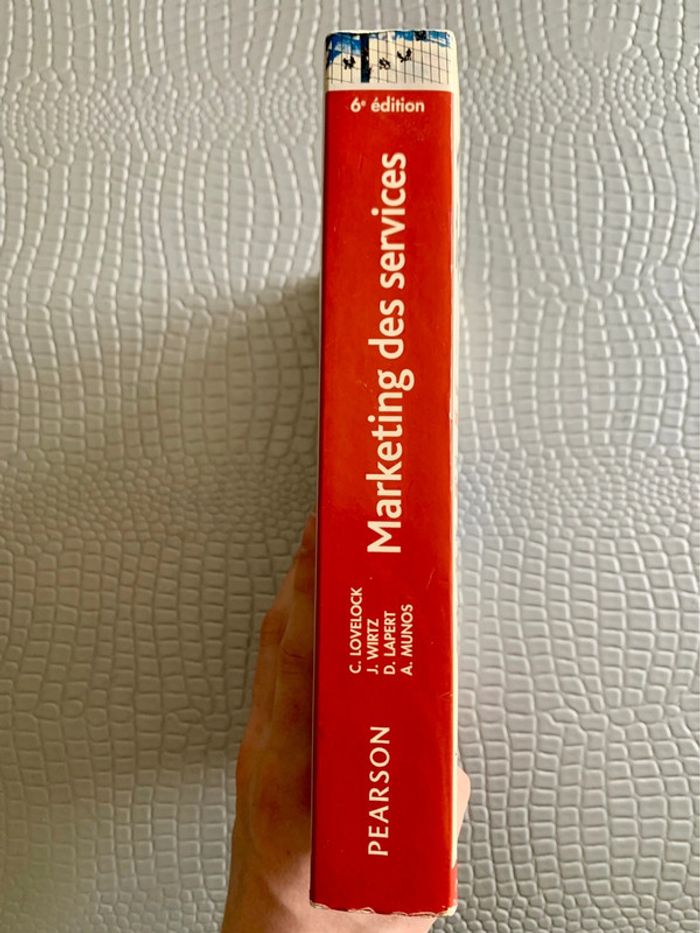 6e édition
Marketing des services
C. LOVELOCK
J. WIRTZ
D. LAPERT
A. MUNOS
PEARSON